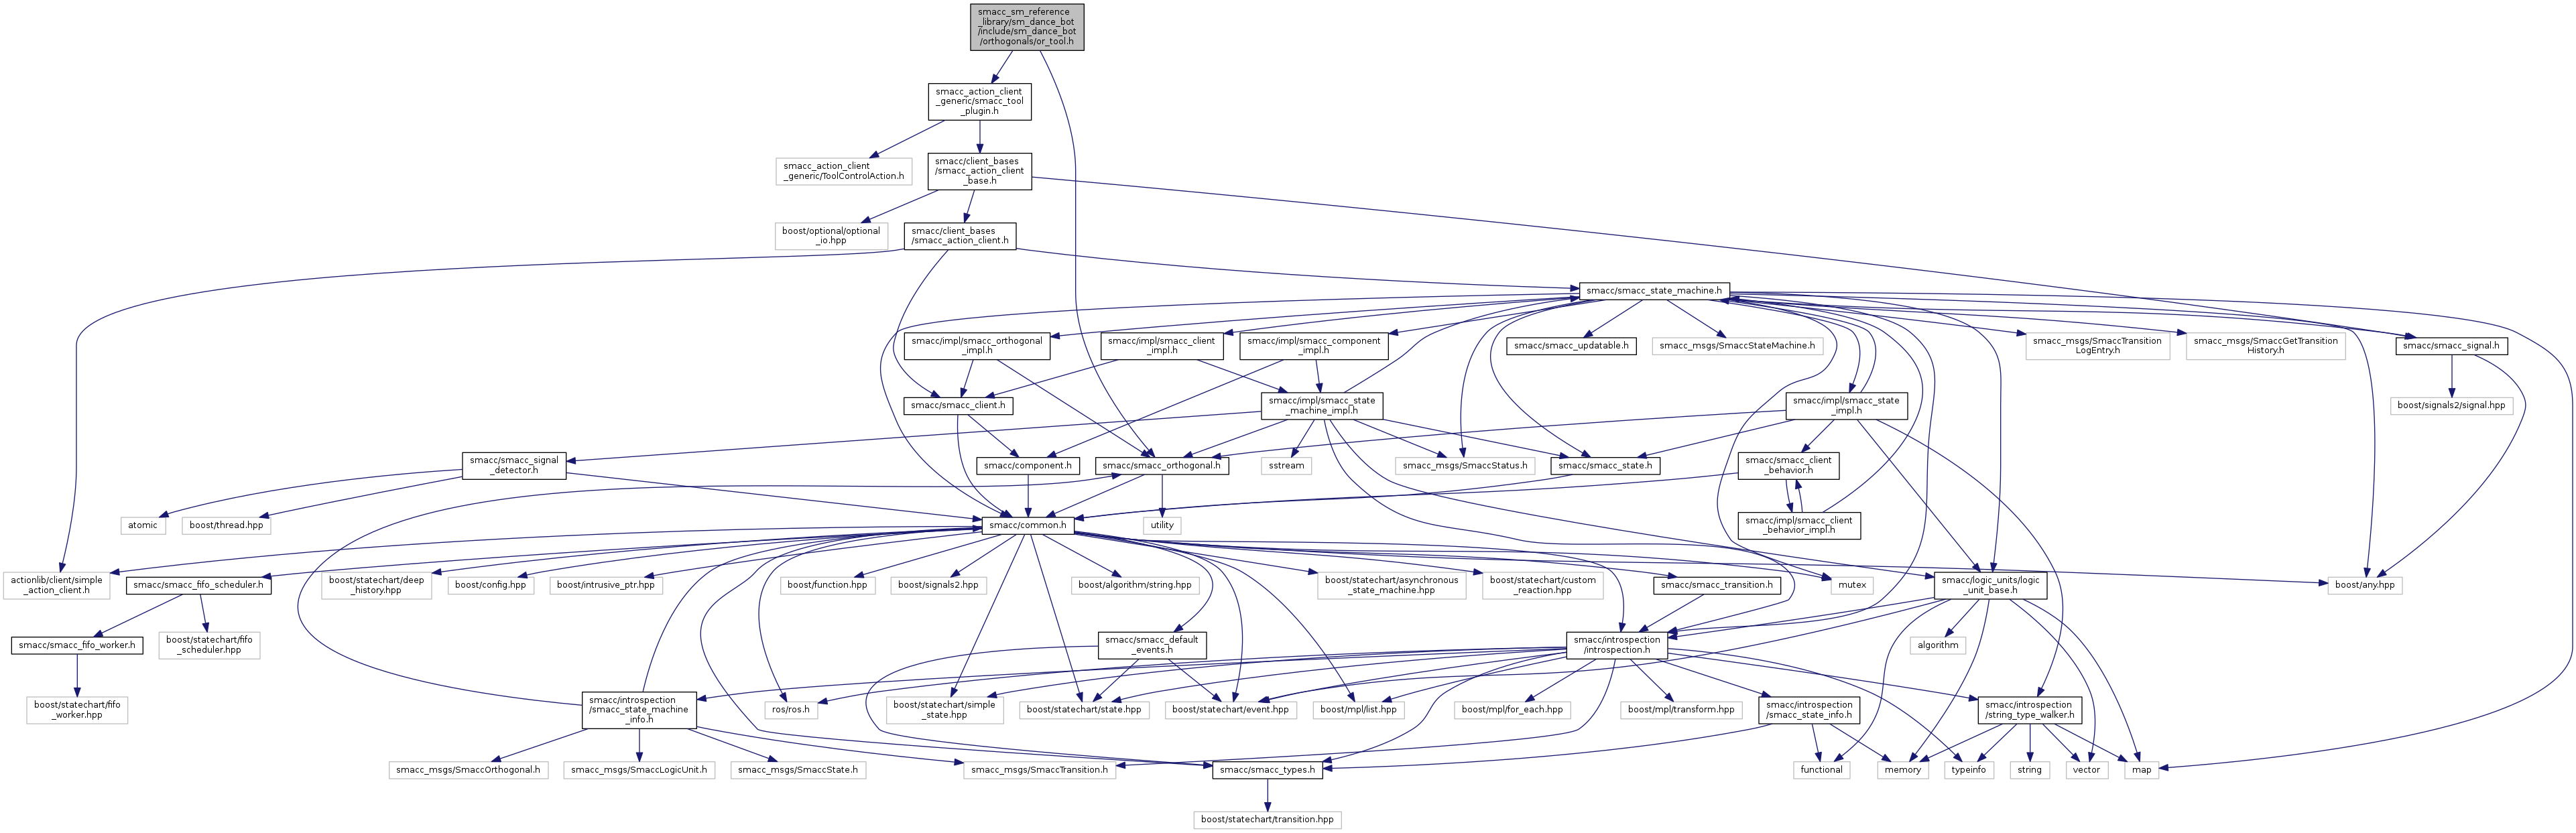 smacc_sm_reference
_library/sm_dance_bot
/include/sm_dance_bot
/orthogonals/or_tool.h
smacc_action_client
_generic/smacc_tool
_plugin.h
smacc_action_client
_generic/ToolControlAction.h
smacc/client_bases
/smacc_action_client
_base.h
boost/optional/optional
_io.hpp
smacc/client_bases
/smacc_action_client.h
smacc/smacc_state_machine.h
smacc/impl/smacc_orthogonal
_impl.h
smacc/impl/smacc_client
_impl.h
smacc/impl/smacc_component
_impl.h
smacc/smacc_updatable.h
smacc_msgs/SmaccStateMachine.h
smacc_msgs/SmaccTransition
LogEntry.h
smacc_msgs/SmaccGetTransition
History.h
smacc/smacc_signal.h
smacc/smacc_client.h
smacc/impl/smacc_state
_machine_impl.h
smacc/impl/smacc_state
_impl.h
boost/signals2/signal.hpp
smacc/smacc_signal
_detector.h
smacc/component.h
smacc/smacc_orthogonal.h
sstream
smacc_msgs/SmaccStatus.h
smacc/smacc_state.h
smacc/smacc_client
_behavior.h
atomic
boost/thread.hpp
smacc/common.h
utility
smacc/impl/smacc_client
_behavior_impl.h
actionlib/client/simple
_action_client.h
smacc/smacc_fifo_scheduler.h
boost/statechart/deep
_history.hpp
boost/config.hpp
boost/intrusive_ptr.hpp
boost/function.hpp
boost/signals2.hpp
boost/algorithm/string.hpp
boost/statechart/asynchronous
_state_machine.hpp
boost/statechart/custom
_reaction.hpp
smacc/smacc_transition.h
mutex
smacc/logic_units/logic
_unit_base.h
boost/any.hpp
smacc/smacc_fifo_worker.h
boost/statechart/fifo
_scheduler.hpp
smacc/smacc_default
_events.h
smacc/introspection
/introspection.h
algorithm
boost/statechart/fifo
_worker.hpp
smacc/introspection
/smacc_state_machine
_info.h
ros/ros.h
boost/statechart/simple
_state.hpp
boost/statechart/state.hpp
boost/statechart/event.hpp
boost/mpl/list.hpp
boost/mpl/for_each.hpp
boost/mpl/transform.hpp
smacc/introspection
/smacc_state_info.h
smacc/introspection
/string_type_walker.h
smacc_msgs/SmaccOrthogonal.h
smacc_msgs/SmaccLogicUnit.h
smacc_msgs/SmaccState.h
smacc_msgs/SmaccTransition.h
smacc/smacc_types.h
functional
memory
typeinfo
string
vector
map
boost/statechart/transition.hpp